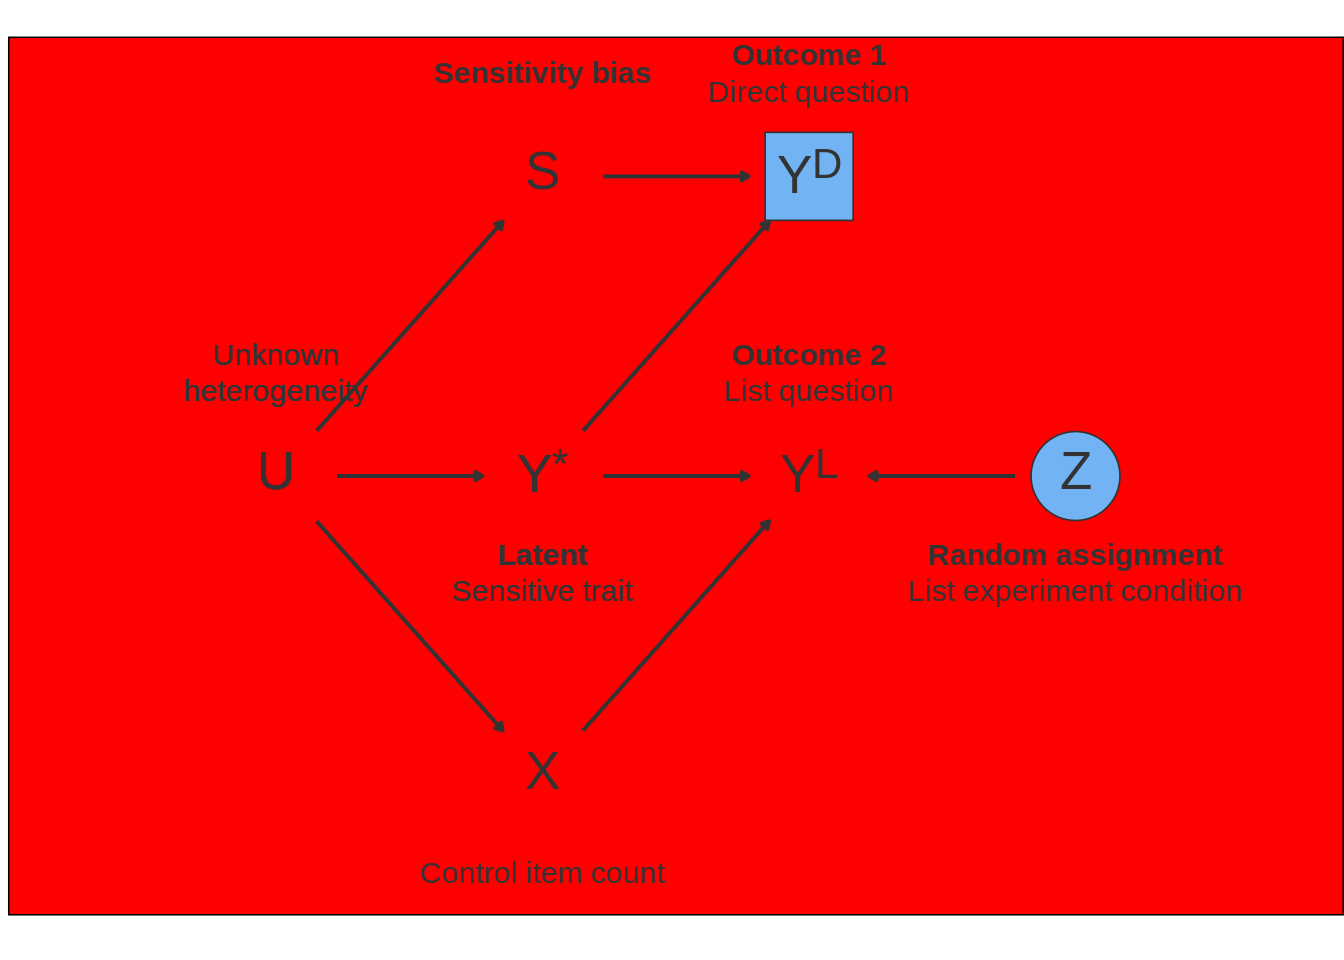 Sensitivity bias
Outcome 1
Direct question
S
Y^D
Unknown
heterogeneity
Outcome 2
List question
U
Y*
Y^L
Z
Latent
Sensitive trait
Random assignment
List experiment condition
X
Control item count